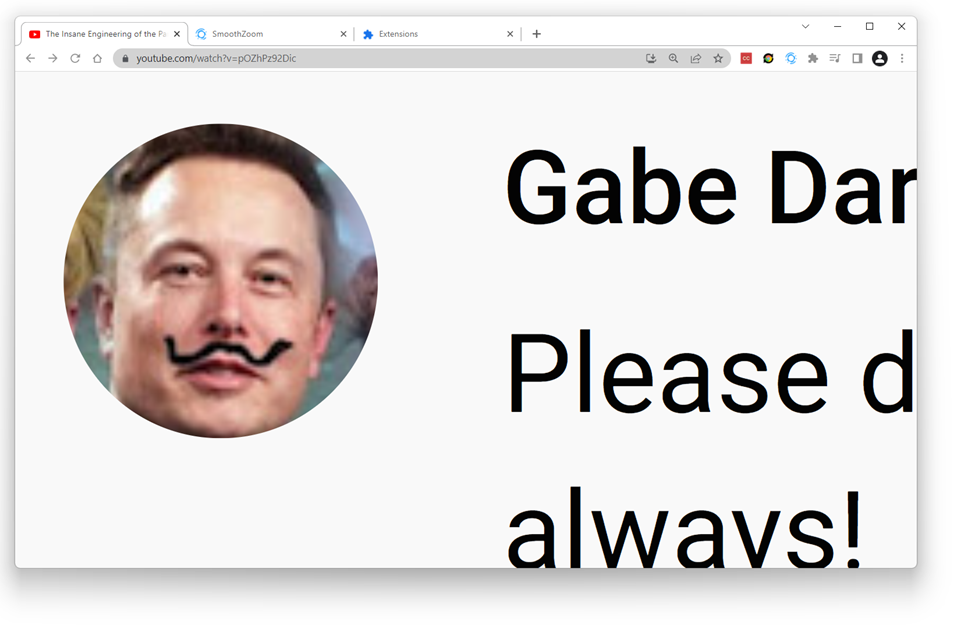 The Insane Engineering of the Pa
SmoothZoom
Extensions
youtube.com/watch?v=pOZhPz92Dic
CC
Gabe Dar
Please d
always!